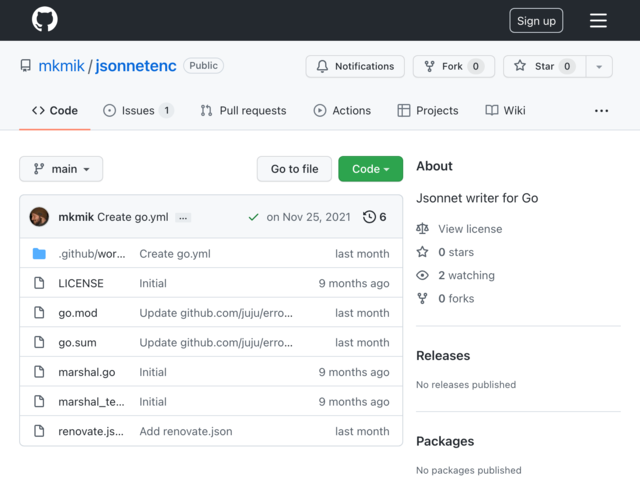 Sign up
mkmik / jsonnetenc Public
Notifications Fork 0 Star 0
Code Issues 1 Pull requests Actions Projects Wiki ...
main Go to file Code
mkmik Create go.yml ... on Nov 25, 2021 6
.github/wor... Create go.yml last month
LICENSE Initial 9 months ago
go.mod Update github.com/juju/erro... last month
go.sum Update github.com/juju/erro... last month
marshal.go Initial 9 months ago
marshal_te... Initial 9 months ago
renovate.js... Add renovate.json last month
About
Jsonnet writer for Go
View license
0 stars
2 watching
0 forks
Releases
No releases published
Packages
No packages published